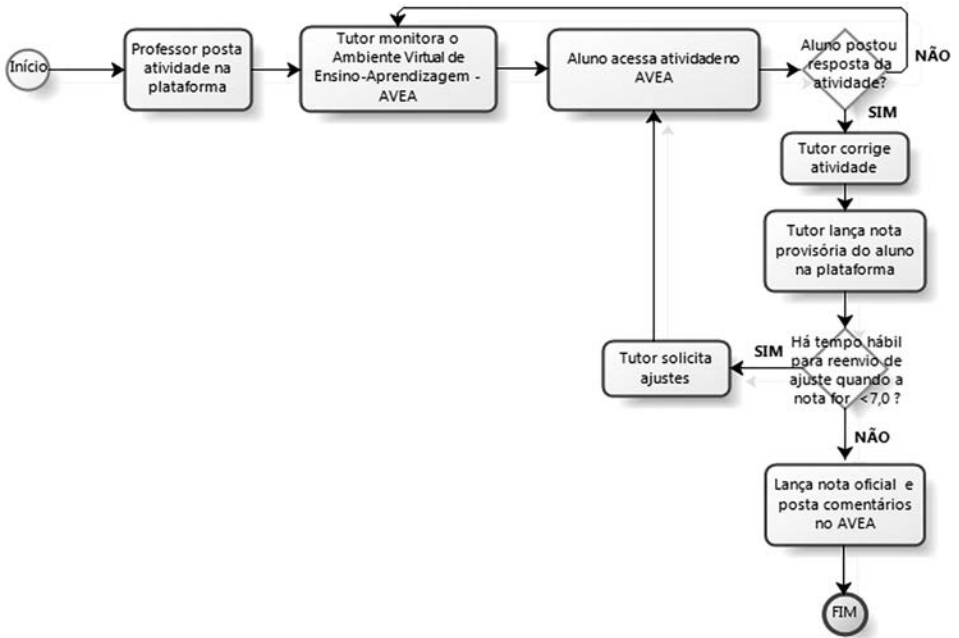 Início
Professor posta
atividade na
plataforma
Tutor monitora o
Ambiente Virtual de
Ensino-Aprendizagem -
AVEA
Aluno acessa atividadeno
AVEA
Aluno postou
resposta da
atividade?
NÃO
SIM
Tutor corrige
atividade
Tutor lança nota
provisória do aluno
na plataforma
Há tempo hábil
para reenvio de
ajuste quando a
nota for <7,0 ?
SIM
Tutor solicita
ajustes
NÃO
Lança nota oficial e
posta comentários
no AVEA
FIM